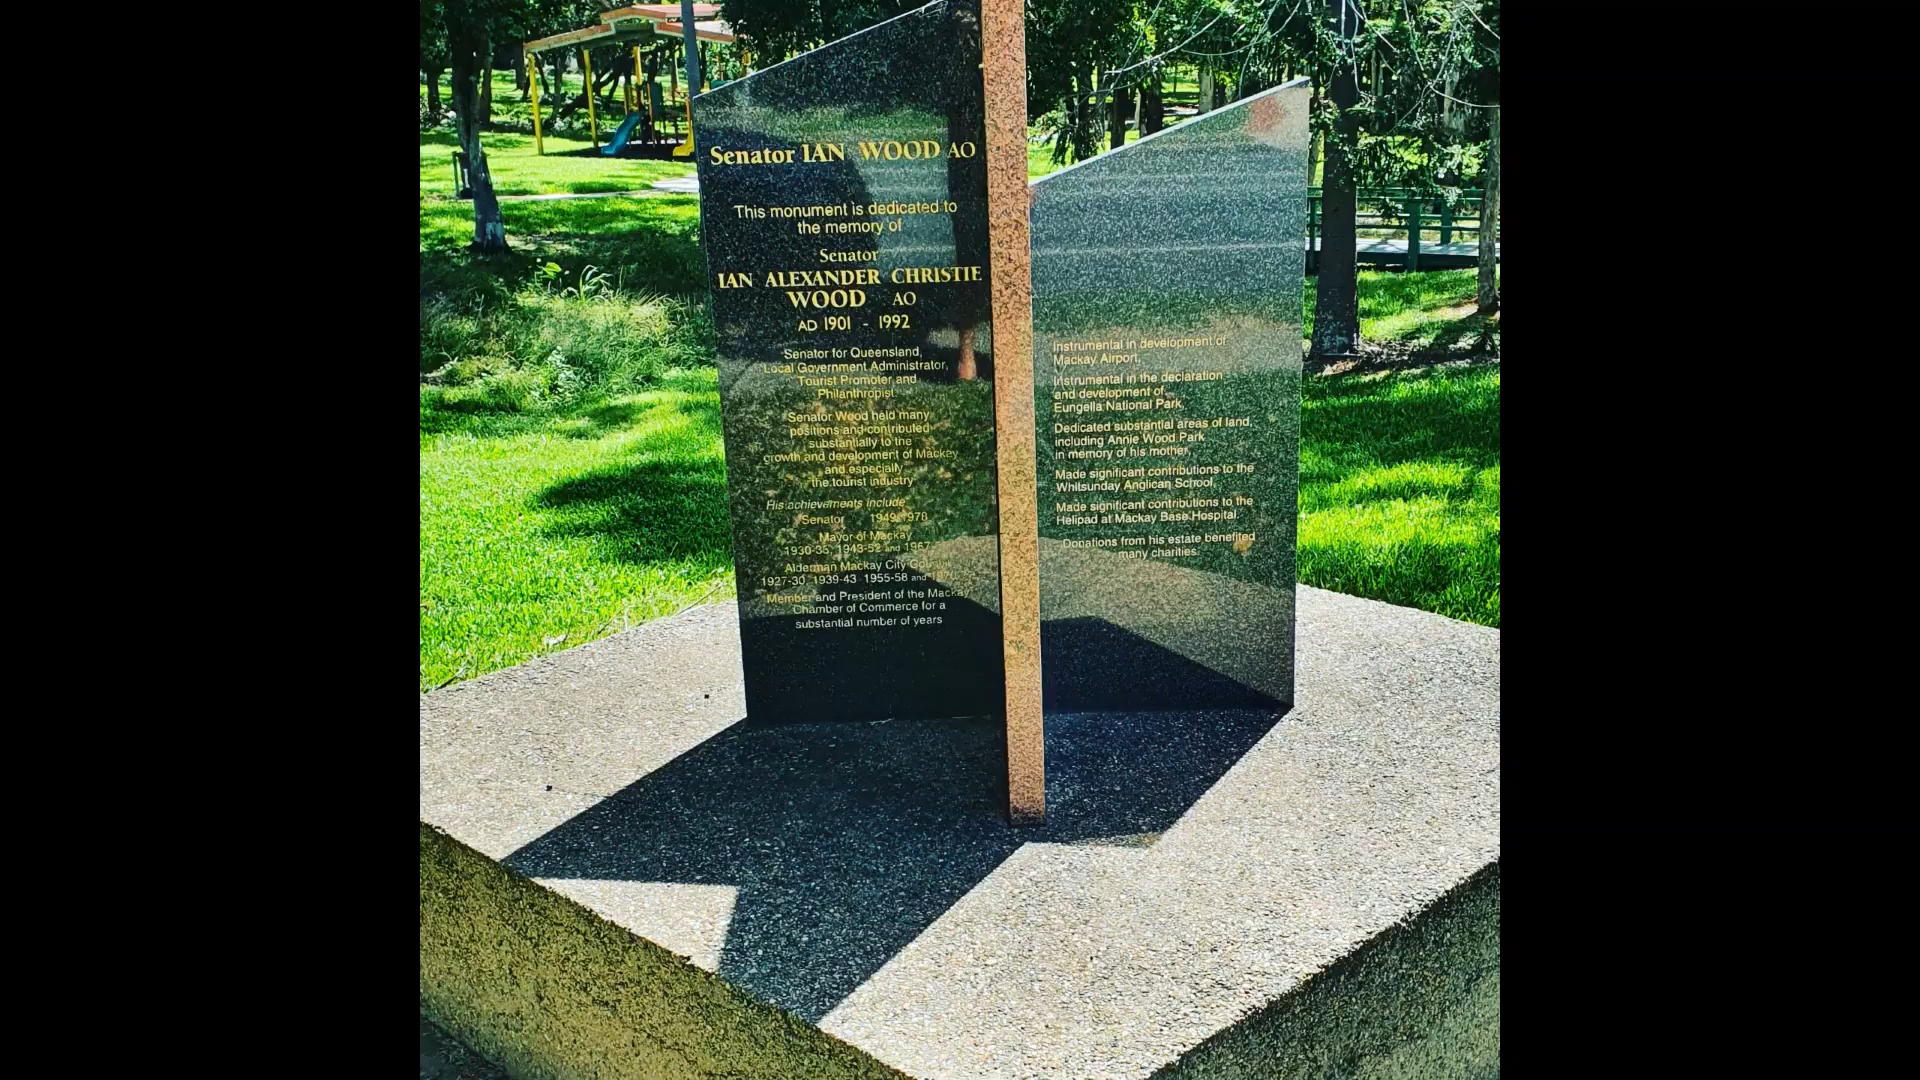 Senator IAN WOOD AO
This monument is dedicated to
the memory of
Senator
IAN ALEXANDER CHRISTIE
WOOD AO
AD 1901 - 1992
Senator for Queensland,
Local Government Administrator,
Tourist Promoter and
Philanthropist
Senator Wood held many
positions and contributed
substantially to the
growth and development of Mackay
and especially
the tourist industry
His achievements include
Senator 1949-1978
Mayor of Mackay
1930-33, 1943-52 and 1967
Alderman Mackay City
1927-30 1939-43 1955-58 and
Member and President of the Mackay
Chamber of Commerce for a
substantial number of years
Instrumental in development of
Mackay Airport,
Instrumental in the declaration
and development of
Eungella National Park,
Dedicated substantial areas of land,
including Annie Wood Park
in memory of his mother,
Made significant contributions to the
Whitsunday Anglican School,
Made significant contributions to the
Helipad at Mackay Base Hospital.
Donations from his estate benefited
many charities.